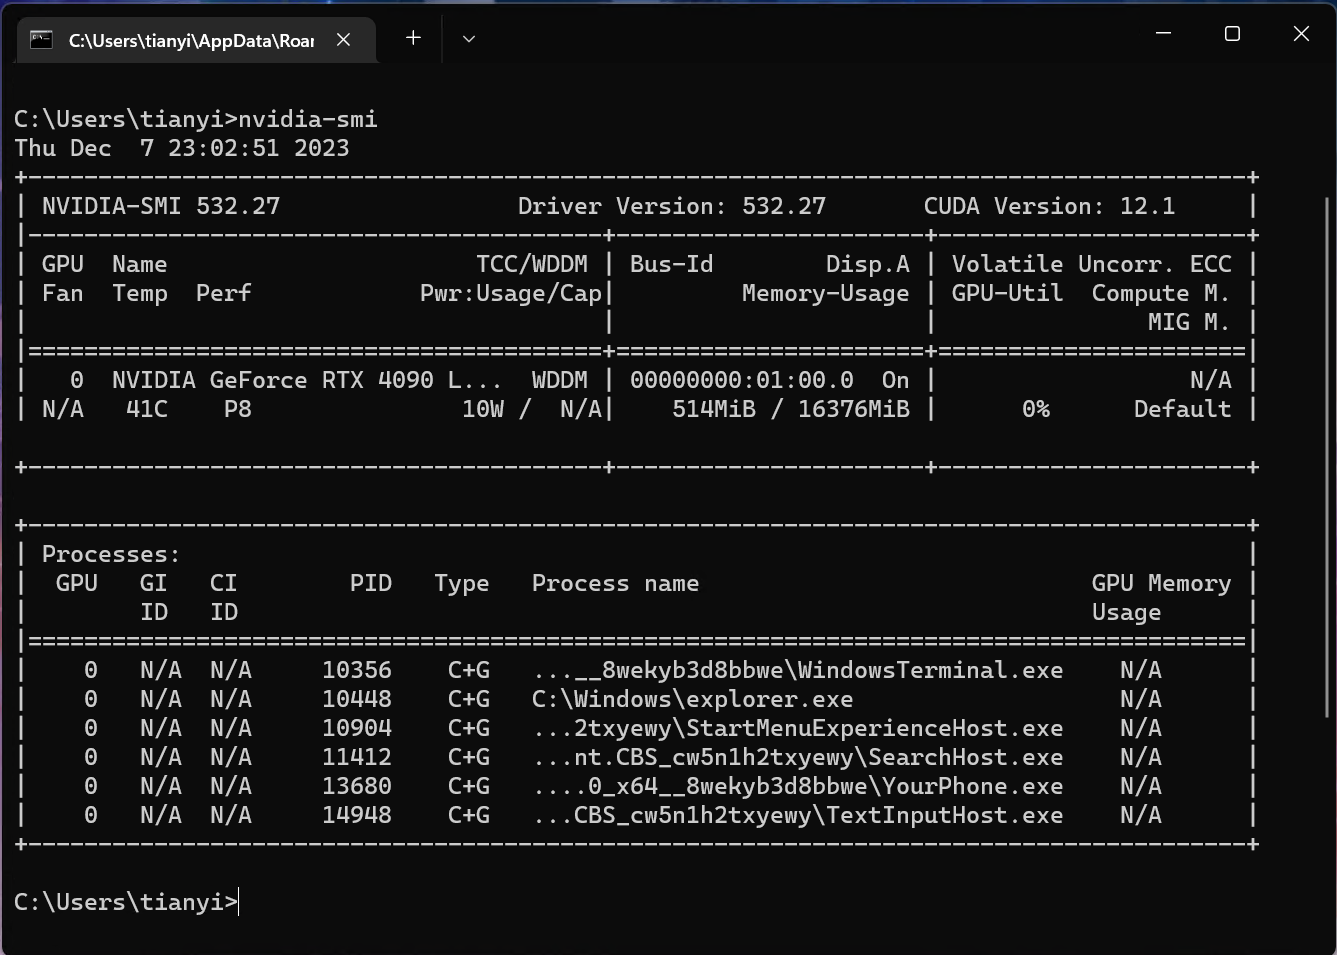 C:\Users\tianyi\AppData\Roar
C:\Users\tianyi>nvidia-smi
Thu Dec  7 23:02:51 2023
+---------------------------------------------------------------------------------------+
| NVIDIA-SMI 532.27                 Driver Version: 532.27       CUDA Version: 12.1     |
|-----------------------------------------+----------------------+----------------------+
| GPU  Name                      TCC/WDDM | Bus-Id        Disp.A | Volatile Uncorr. ECC |
| Fan  Temp  Perf            Pwr:Usage/Cap|         Memory-Usage | GPU-Util  Compute M. |
|                                         |                      |               MIG M. |
|=========================================+======================+======================|
|   0  NVIDIA GeForce RTX 4090 L...  WDDM | 00000000:01:00.0  On |                  N/A |
| N/A   41C    P8               10W /  N/A|    514MiB / 16376MiB |      0%      Default |
+-----------------------------------------+----------------------+----------------------+
+---------------------------------------------------------------------------------------+
| Processes:                                                                            |
|  GPU   GI   CI        PID   Type   Process name                            GPU Memory |
|        ID   ID                                                             Usage      |
|=======================================================================================|
|    0   N/A  N/A     10356    C+G   ...__8wekyb3d8bbwe\WindowsTerminal.exe    N/A      |
|    0   N/A  N/A     10448    C+G   C:\Windows\explorer.exe                   N/A      |
|    0   N/A  N/A     10904    C+G   ...2txyewy\StartMenuExperienceHost.exe    N/A      |
|    0   N/A  N/A     11412    C+G   ...nt.CBS_cw5n1h2txyewy\SearchHost.exe    N/A      |
|    0   N/A  N/A     13680    C+G   ....0_x64__8wekyb3d8bbwe\YourPhone.exe    N/A      |
|    0   N/A  N/A     14948    C+G   ...CBS_cw5n1h2txyewy\TextInputHost.exe    N/A      |
+---------------------------------------------------------------------------------------+
C:\Users\tianyi>